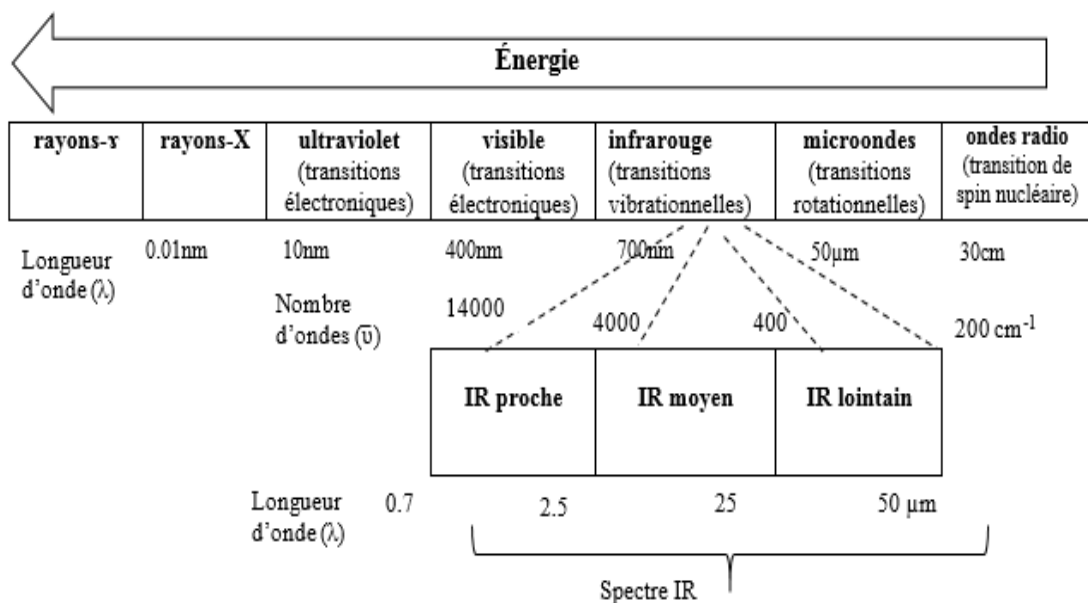 Énergie
rayons-ɤ
rayons-X
ultraviolet
(transitions
électroniques)
visible
(transitions
électroniques)
infrarouge
(transitions
vibrationnelles)
microondes
(transitions
rotationnelles)
ondes radio
(transition de
spin nucléaire)
Longueur
d'onde (λ)
0.01nm
10nm
400nm
700nm
50µm
30cm
Nombre
d'ondes (ῡ)
14000
4000
400
200 cm⁻¹
IR proche
IR moyen
IR lointain
Longueur
d'onde (λ)
0.7
2.5
25
50 µm
Spectre IR